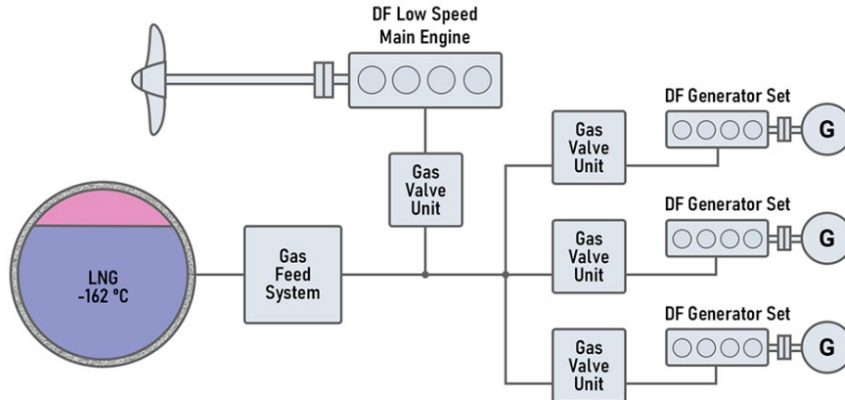 DF Low Speed
Main Engine
DF Generator Set
Gas
Valve
Unit
G
Gas
Valve
Unit
DF Generator Set
Gas
Valve
Unit
G
LNG
-162 ºC
Gas
Feed
System
DF Generator Set
Gas
Valve
Unit
G